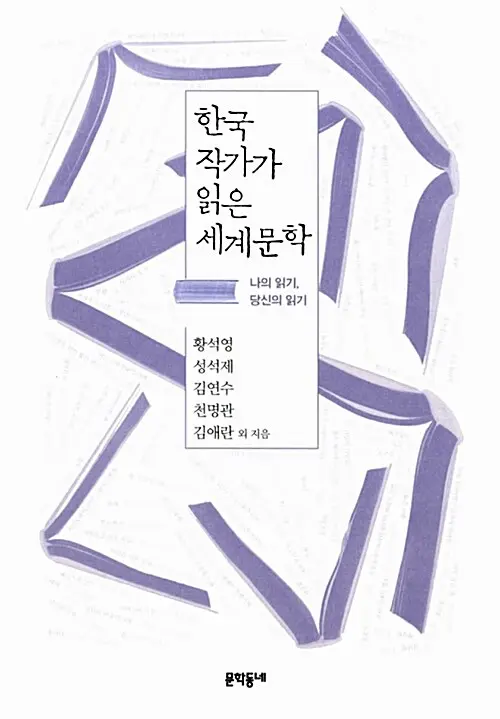 한국
작가가
읽은
세계문학
나의 읽기,
당신의 읽기
황석영
성석제
김연수
천명관
김애란 외 지음
문학동네